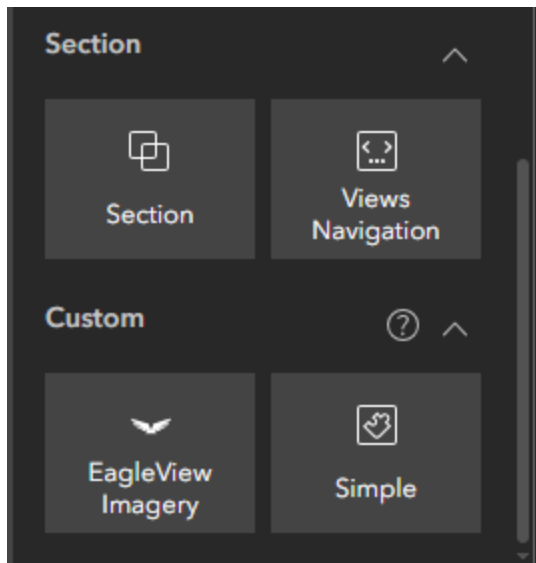 Section
Section
Views
Navigation
Custom
?
EagleView
Imagery
Simple